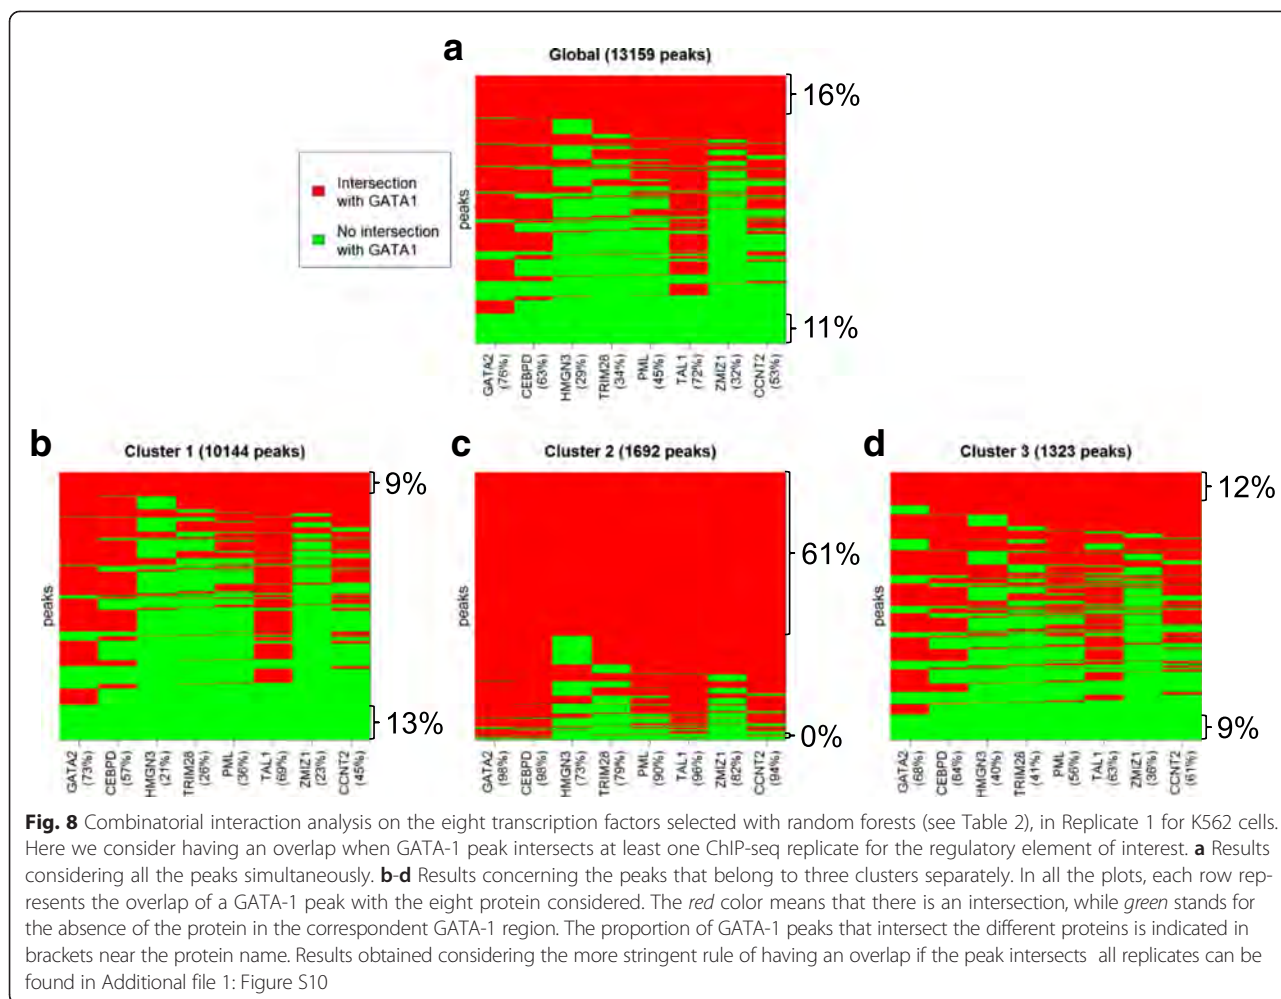 a
Global (13159 peaks)
16%
Intersection
with GATA1
No intersection
with GATA1
peaks
11%
GATA2
(76%)
CEBPD
(63%)
HMGN3
(29%)
TRIM28
(34%)
PML
(45%)
TAL1
(72%)
ZMIZ1
(32%)
CCNT2
(53%)
b
Cluster 1 (10144 peaks)
9%
peaks
13%
GATA2
(73%)
CEBPD
(57%)
HMGN3
(21%)
TRIM28
(26%)
PML
(36%)
TAL1
(69%)
ZMIZ1
(23%)
CCNT2
(45%)
c
Cluster 2 (1692 peaks)
61%
peaks
0%
GATA2
(98%)
CEBPD
(98%)
HMGN3
(73%)
TRIM28
(79%)
PML
(90%)
TAL1
(96%)
ZMIZ1
(82%)
CCNT2
(94%)
d
Cluster 3 (1323 peaks)
12%
peaks
9%
GATA2
(68%)
CEBPD
(64%)
HMGN3
(40%)
TRIM28
(41%)
PML
(56%)
TAL1
(63%)
ZMIZ1
(36%)
CCNT2
(61%)
Fig. 8 Combinatorial interaction analysis on the eight transcription factors selected with random forests (see Table 2), in Replicate 1 for K562 cells.
Here we consider having an overlap when GATA-1 peak intersects at least one ChIP-seq replicate for the regulatory element of interest. a Results
considering all the peaks simultaneously. b-d Results concerning the peaks that belong to three clusters separately. In all the plots, each row rep-
resents the overlap of a GATA-1 peak with the eight protein considered. The red color means that there is an intersection, while green stands for
the absence of the protein in the correspondent GATA-1 region. The proportion of GATA-1 peaks that intersect the different proteins is indicated in
brackets near the protein name. Results obtained considering the more stringent rule of having an overlap if the peak intersects all replicates can be
found in Additional file 1: Figure S10